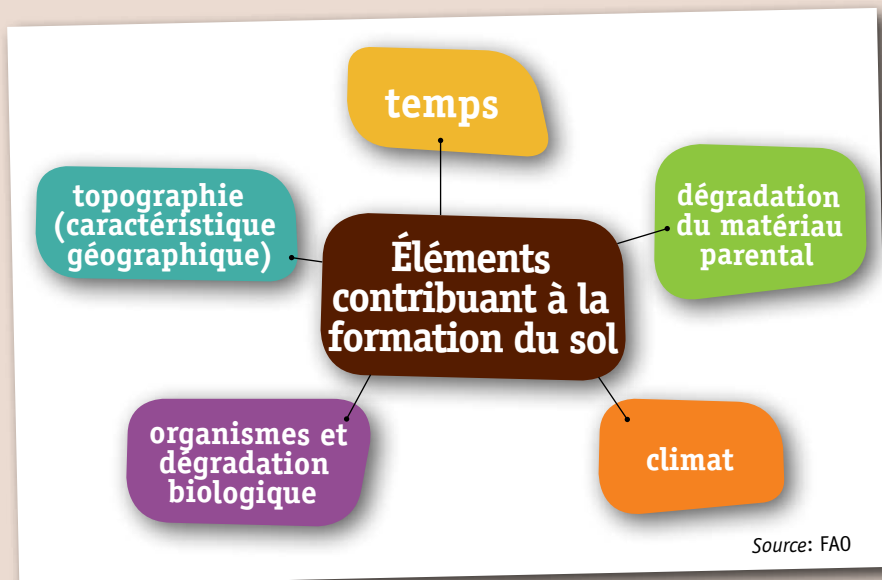 temps
topographie
(caractéristique
géographique)
dégradation
du matériau
parental
Éléments
contribuant à la
formation du sol
organismes et
dégradation
biologique
climat
Source: FAO